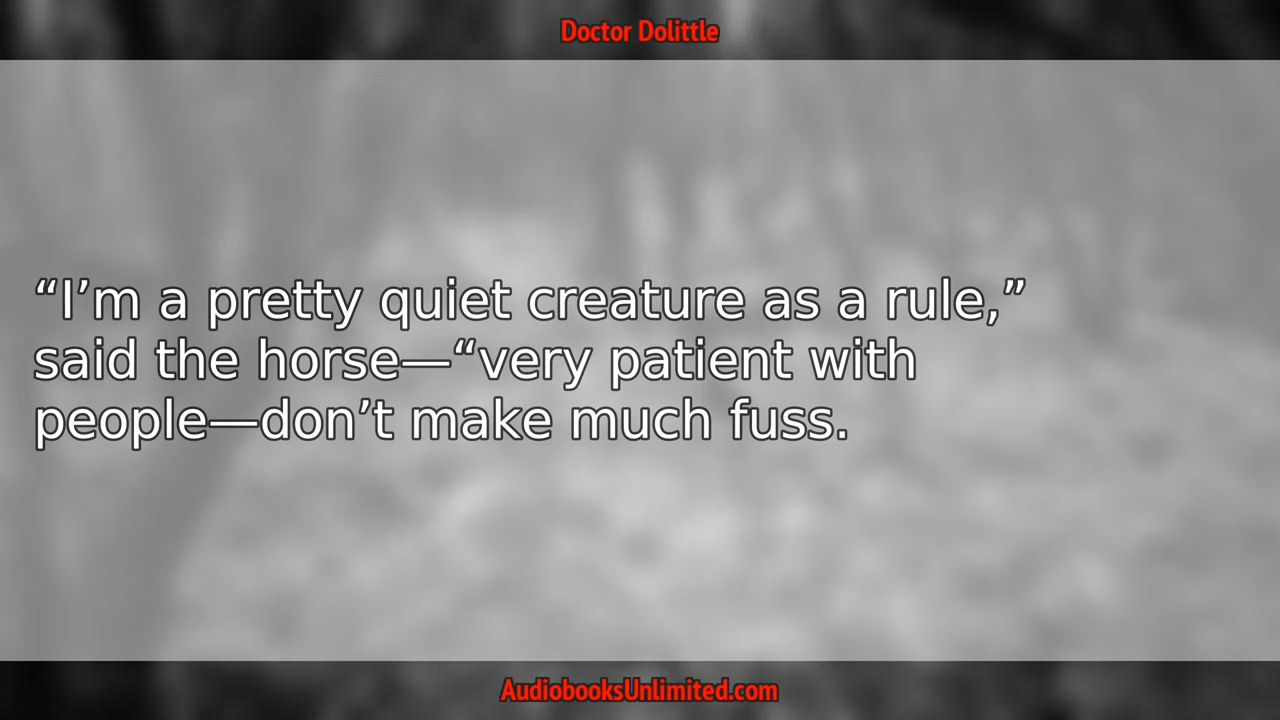 Doctor Dolittle
“I’m a pretty quiet creature as a rule,”
said the horse—“very patient with
people—don’t make much fuss.
AudiobooksUnlimited.com